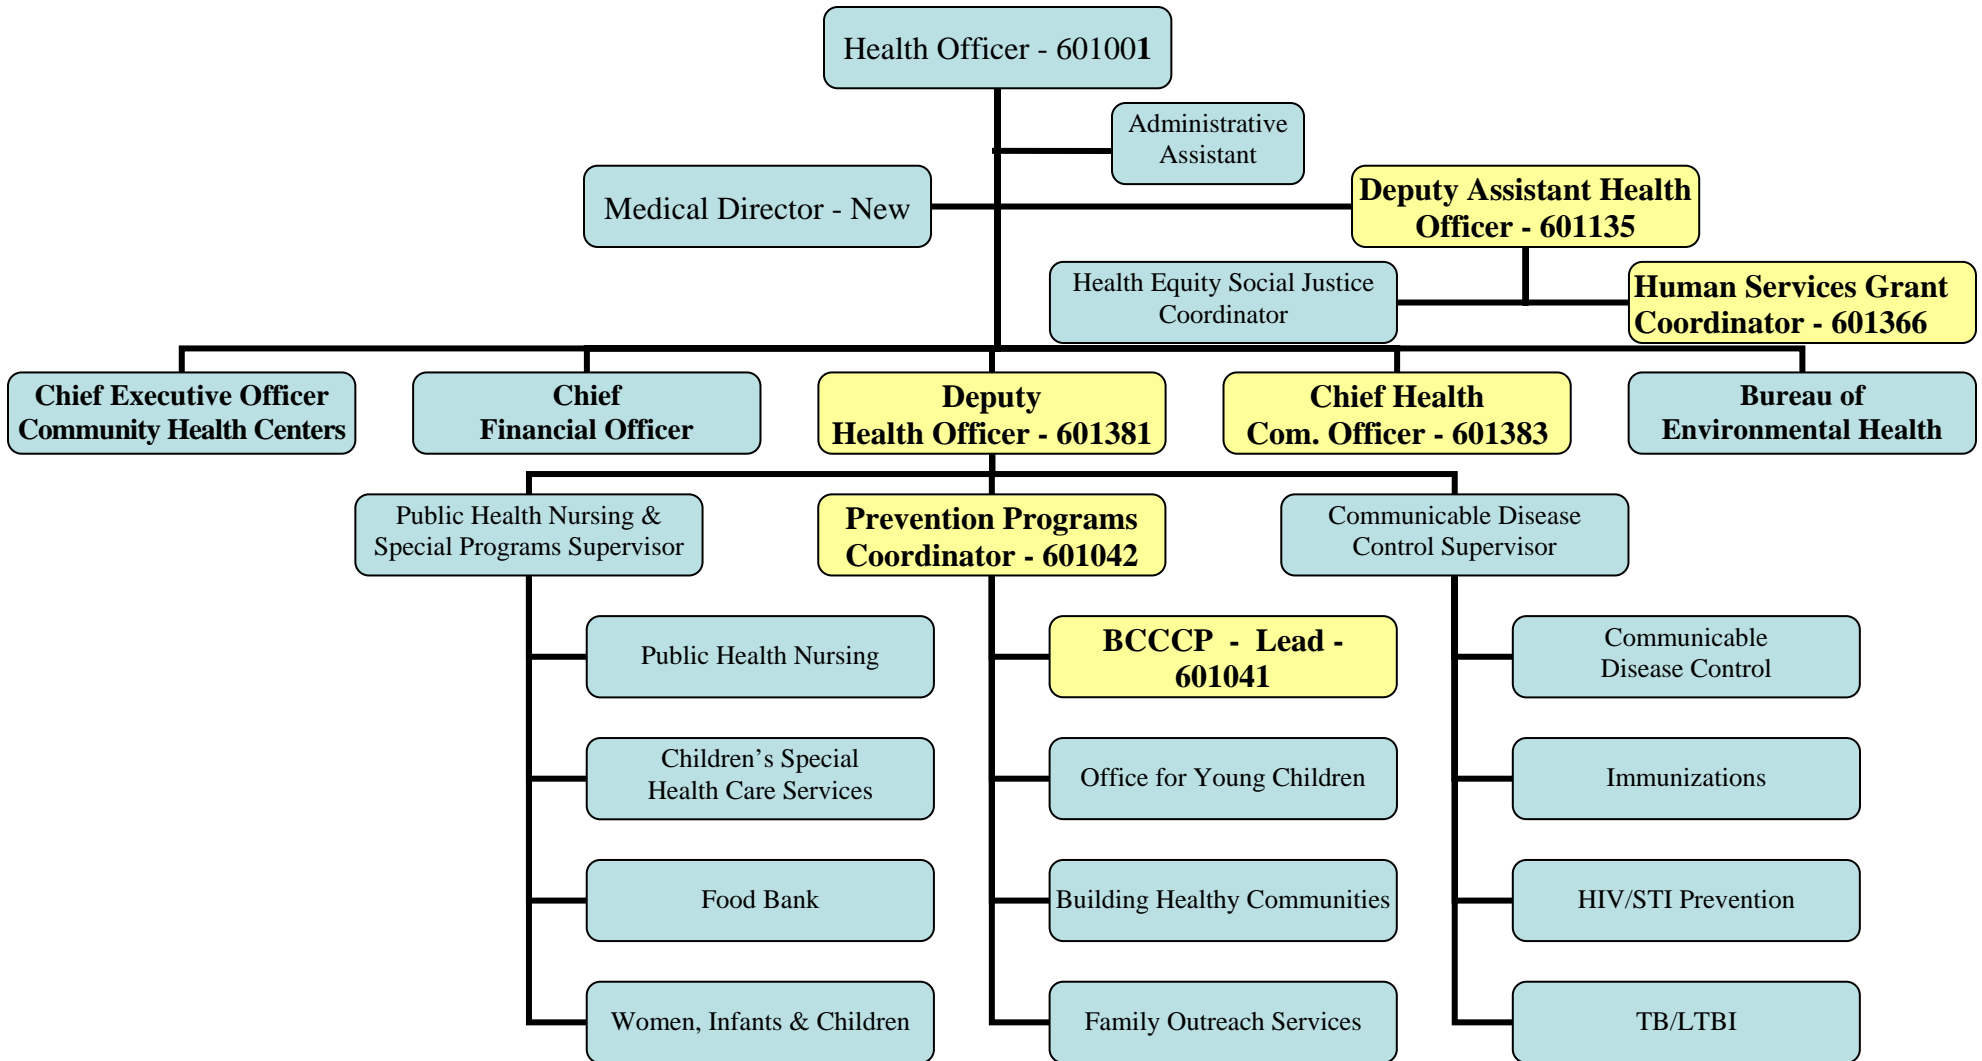 Health Officer - 601001
Administrative
Assistant
Medical Director - New
Deputy Assistant Health
Officer - 601135
Health Equity Social Justice
Coordinator
Human Services Grant
Coordinator - 601366
Chief Executive Officer
Community Health Centers
Chief
Financial Officer
Deputy
Health Officer - 601381
Chief Health
Com. Officer - 601383
Bureau of
Environmental Health
Public Health Nursing &
Special Programs Supervisor
Prevention Programs
Coordinator - 601042
Communicable Disease
Control Supervisor
Public Health Nursing
BCCCP - Lead -
601041
Communicable
Disease Control
Children’s Special
Health Care Services
Office for Young Children
Immunizations
Food Bank
Building Healthy Communities
HIV/STI Prevention
Women, Infants & Children
Family Outreach Services
TB/LTBI